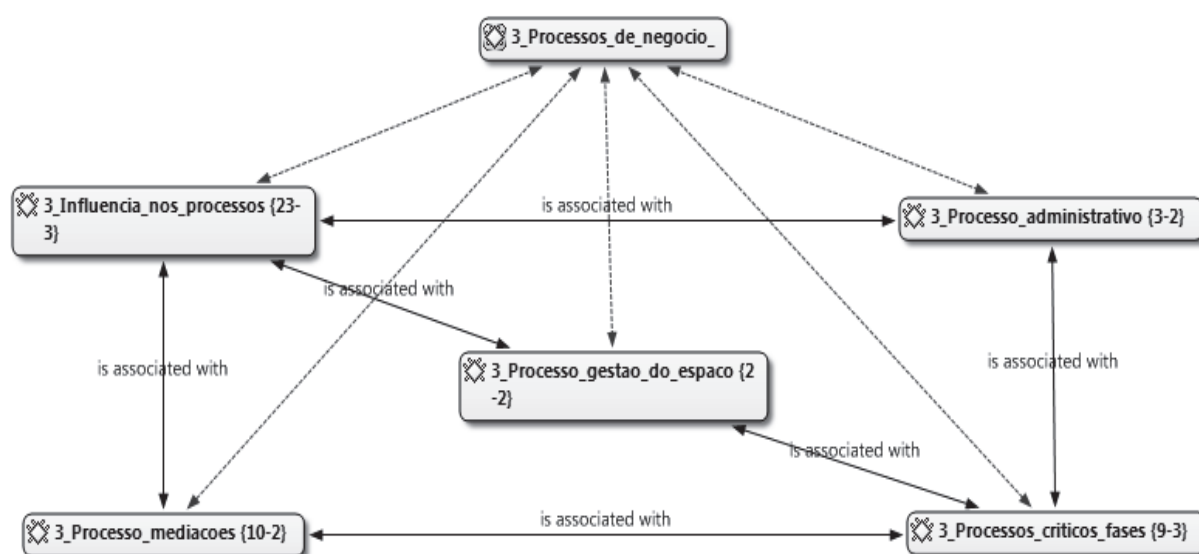 3_Processos_de_negocio_
3_Influencia_nos_processos {23-
3}
is associated with
3_Processo_administrativo {3-2}
is associated with
is associated with
3_Processo_gestao_do_espaco {2
-2}
is associated with
is associated with
3_Processo_mediacoes {10-2}
is associated with
3_Processos_criticos_fases {9-3}